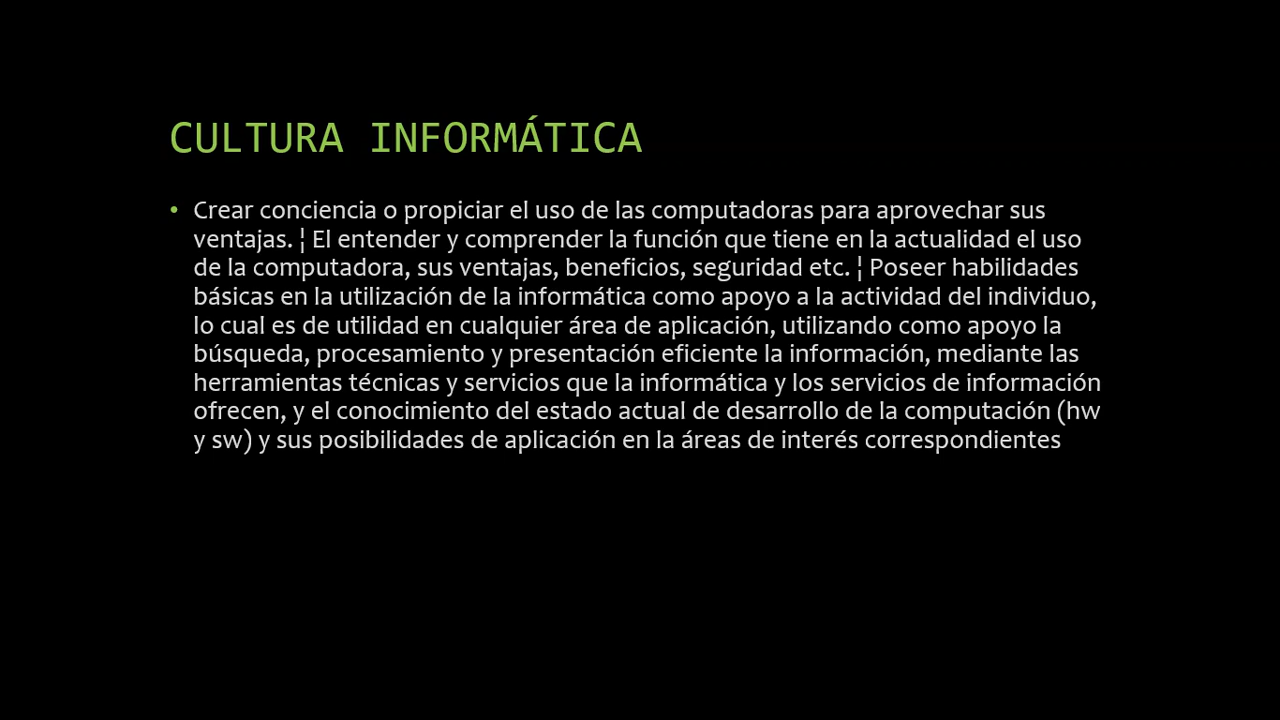 CULTURA INFORMÁTICA
• Crear conciencia o propiciar el uso de las computadoras para aprovechar sus
ventajas. ¦ El entender y comprender la función que tiene en la actualidad el uso
de la computadora, sus ventajas, beneficios, seguridad etc. ¦ Poseer habilidades
básicas en la utilización de la informática como apoyo a la actividad del individuo,
lo cual es de utilidad en cualquier área de aplicación, utilizando como apoyo la
búsqueda, procesamiento y presentación eficiente la información, mediante las
herramientas técnicas y servicios que la informática y los servicios de información
ofrecen, y el conocimiento del estado actual de desarrollo de la computación (hw
y sw) y sus posibilidades de aplicación en la áreas de interés correspondientes